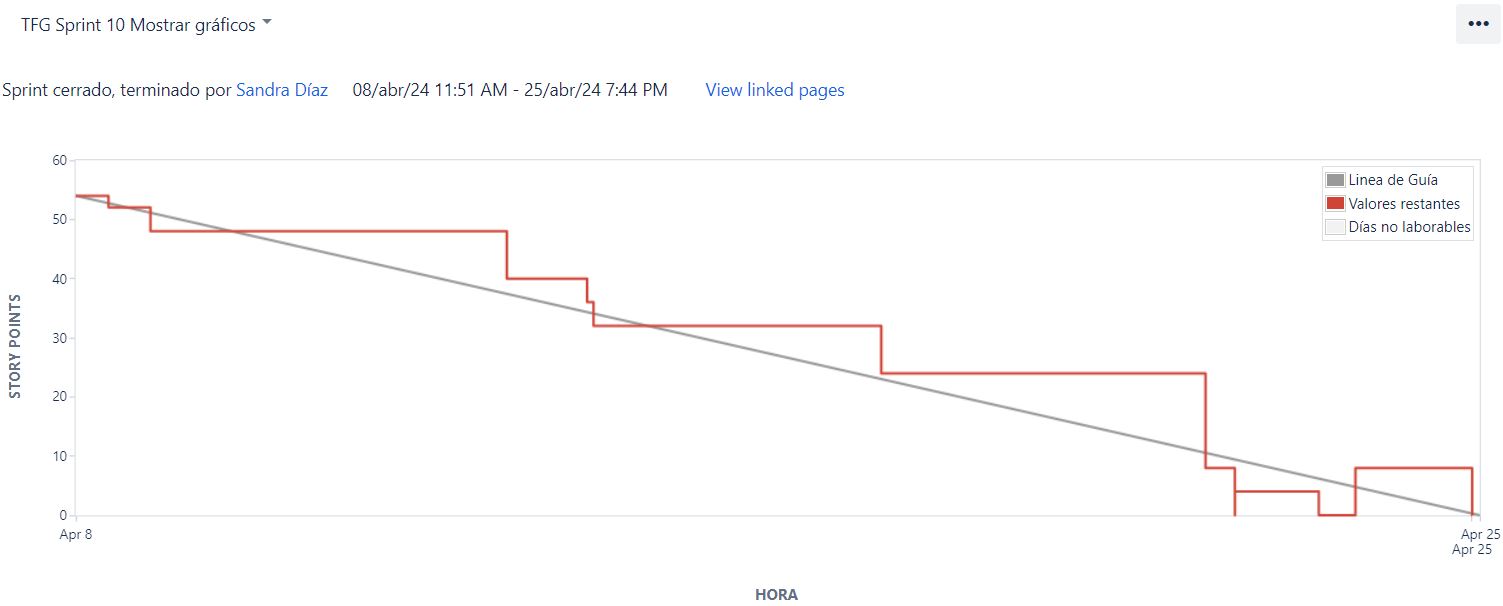 TFG Sprint 10 Mostrar gráficos
•••
Sprint cerrado, terminado por Sandra Díaz 08/abr/24 11:51 AM - 25/abr/24 7:44 PM View linked pages
60
50
40
30
20
10
0
STORY POINTS
Linea de Guía
Valores restantes
Días no laborables
Apr 8
Apr 25
Apr 25
HORA